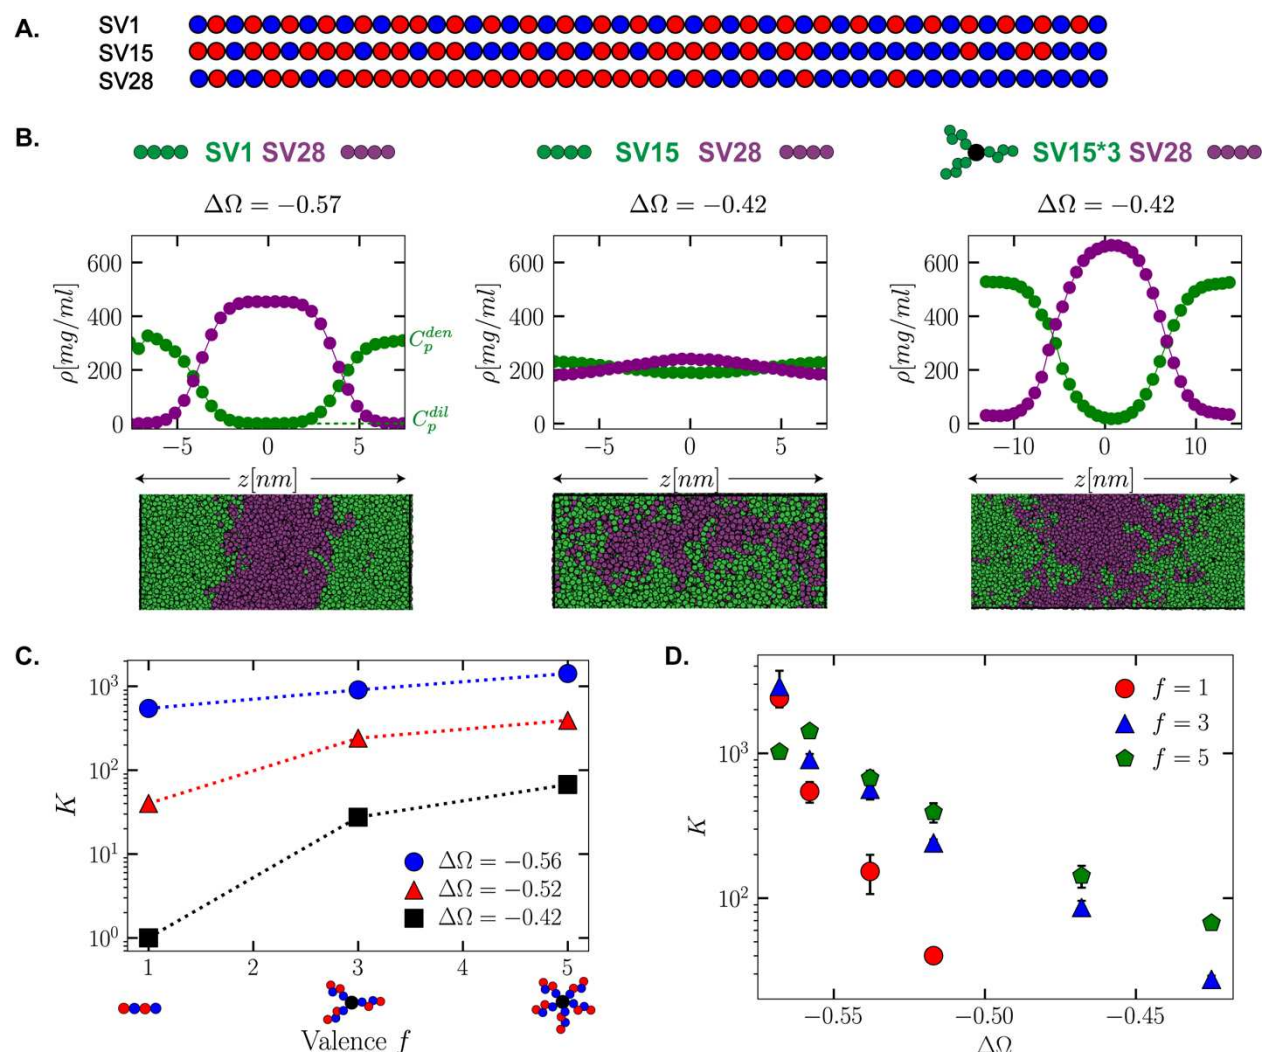 A.
SV1
SV15
SV28
B.
SV1 SV28
ΔΩ = −0.57
ρ[mg/ml]
600
400
200
0
C_p^{den}
C_p^{dil}
−5 0 5
z[nm]
SV15 SV28
ΔΩ = −0.42
ρ[mg/ml]
600
400
200
0
−5 0 5
z[nm]
SV15*3 SV28
ΔΩ = −0.42
ρ[mg/ml]
600
400
200
0
−10 0 10
z[nm]
C.
K
10^3
10^2
10^1
10^0
ΔΩ = −0.56
ΔΩ = −0.52
ΔΩ = −0.42
1 2 3 4 5
Valence f
D.
K
10^3
10^2
f = 1
f = 3
f = 5
−0.55 −0.50 −0.45
ΔΩ